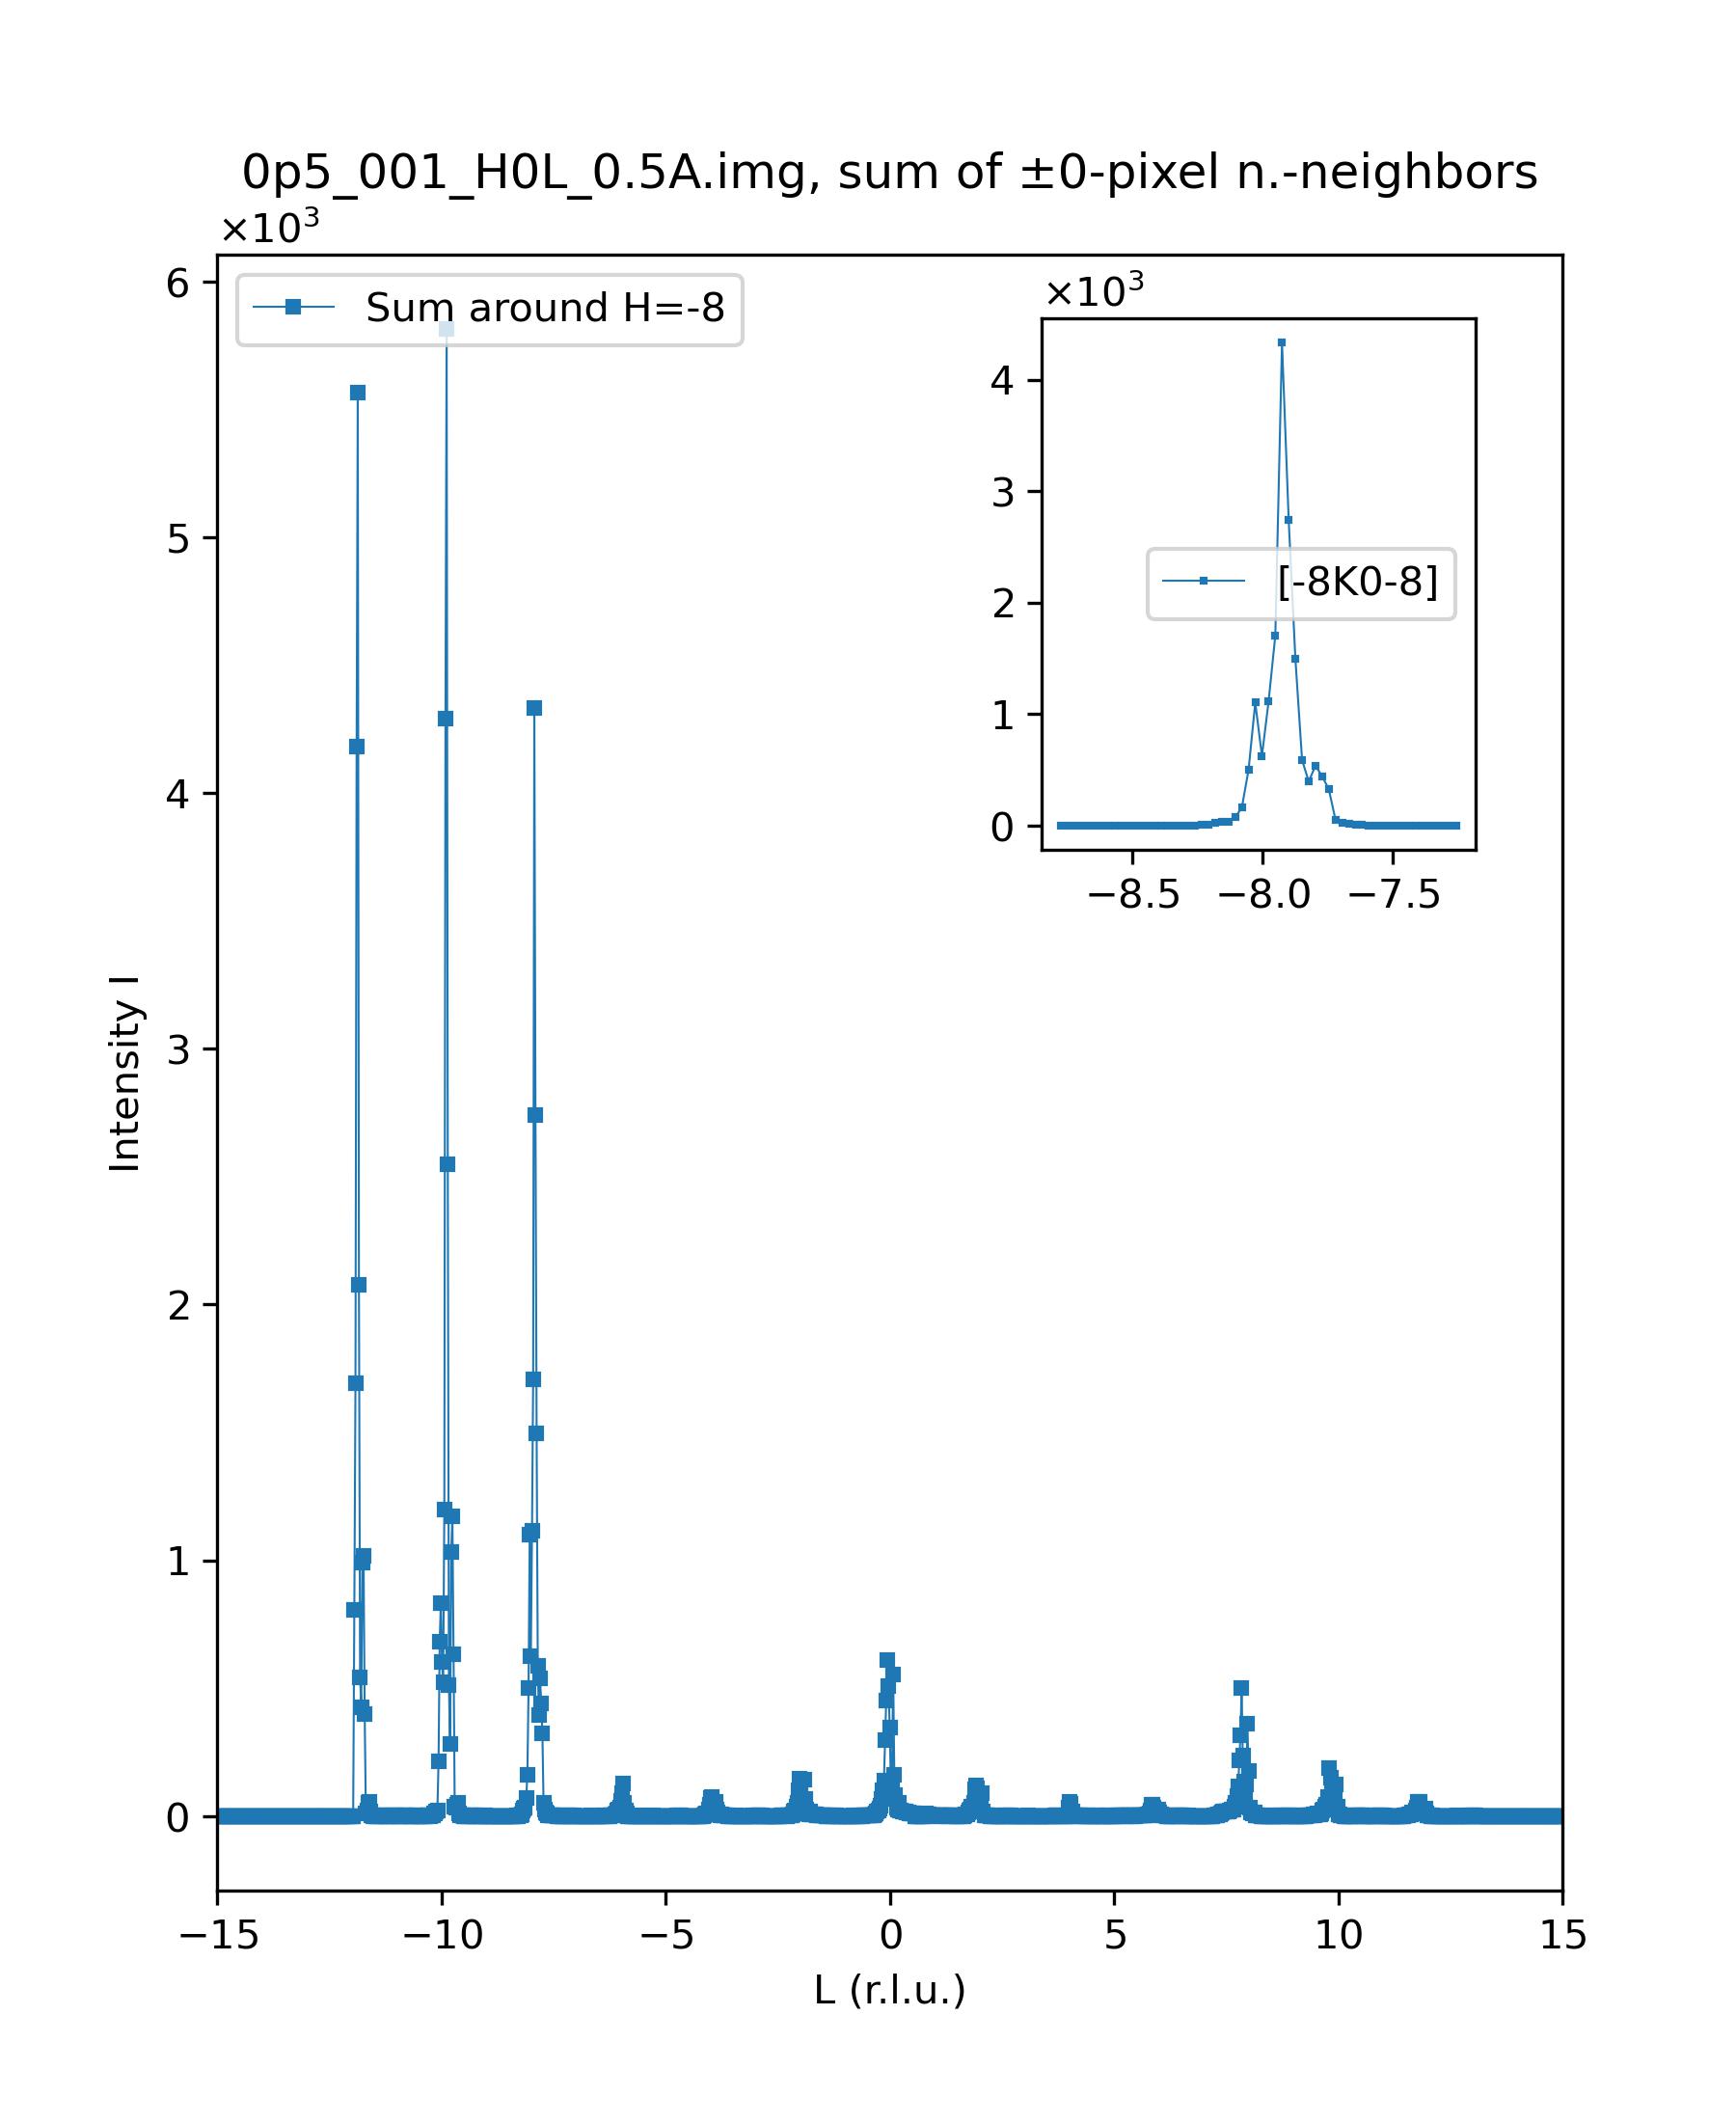 0p5_001_H0L_0.5A.img, sum of ±0-pixel n.-neighbors
×10³
Sum around H=-8
×10³
4
3
2
1
0
[-8K0-8]
−8.5 −8.0 −7.5
6
5
4
3
2
1
0
Intensity I
−15 −10 −5 0 5 10 15
L (r.l.u.)